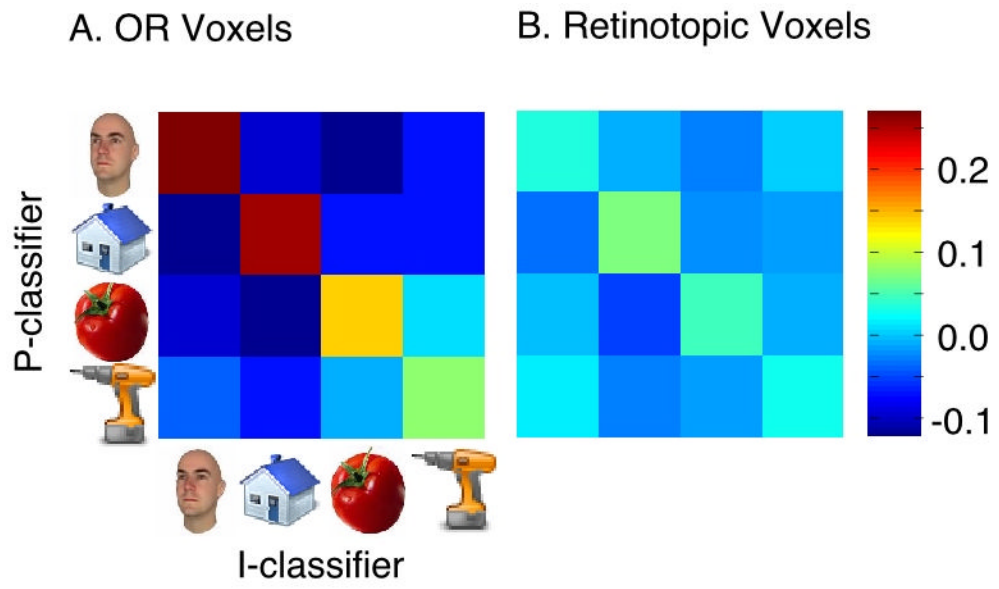 A. OR Voxels
B. Retinotopic Voxels
P-classifier
0.2
0.1
0.0
-0.1
I-classifier